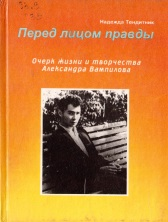 Надежда Тендитник
Перед лицом правды
Очерк жизни и творчества
Александра Вампилова